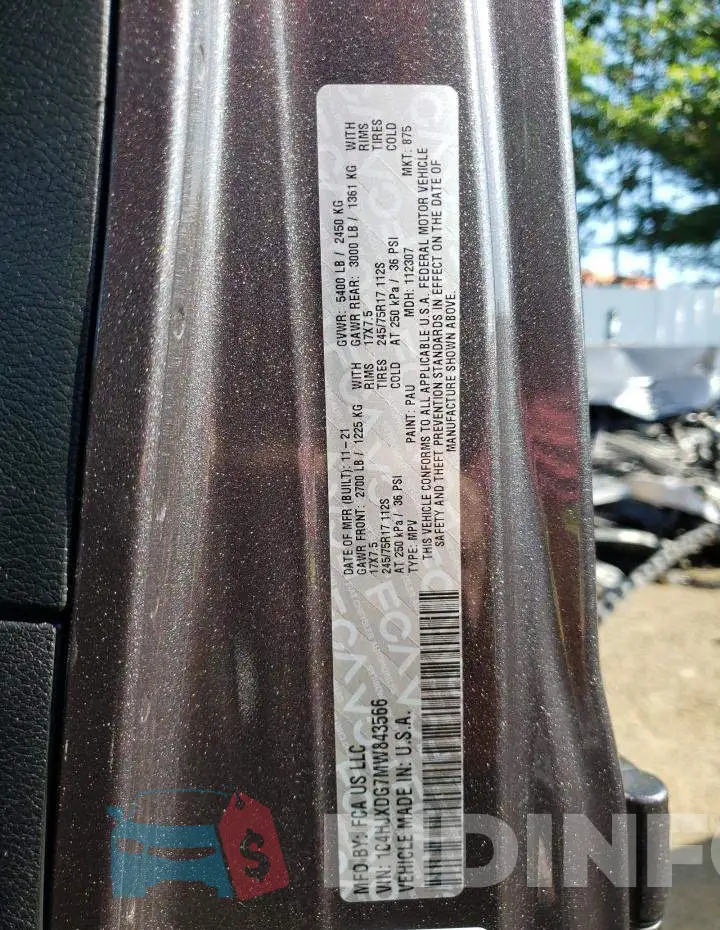 MFD BY: FCA US LLC
VIN: 1C4HJXDG7MW843566
VEHICLE MADE IN: U.S.A.
DATE OF MFR (BUILT): 11-21 GVWR: 5400 LB / 2450 KG
GAWR FRONT: 2700 LB / 1225 KG WITH GAWR REAR: 3000 LB / 1361 KG WITH
17X7.5 RIMS 17X7.5 RIMS
245/75R17 112S TIRES 245/75R17 112S TIRES
AT 250 kPa / 36 PSI COLD AT 250 kPa / 36 PSI COLD
TYPE: MPV PAINT: PAU MDH: 112307 MKT: 875
THIS VEHICLE CONFORMS TO ALL APPLICABLE U.S.A. FEDERAL MOTOR VEHICLE
SAFETY AND THEFT PREVENTION STANDARDS IN EFFECT ON THE DATE OF
MANUFACTURE SHOWN ABOVE.